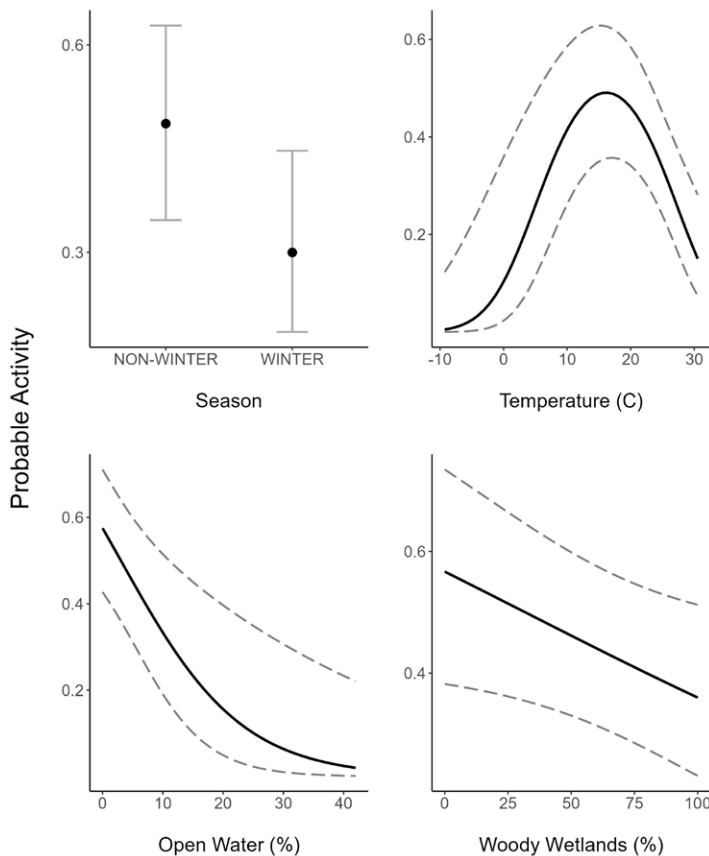 Probable Activity
0.6
0.3
NON-WINTER WINTER
Season
0.6
0.4
0.2
-10 0 10 20 30
Temperature (C)
0.6
0.4
0.2
0 10 20 30 40
Open Water (%)
0.6
0.4
0 25 50 75 100
Woody Wetlands (%)